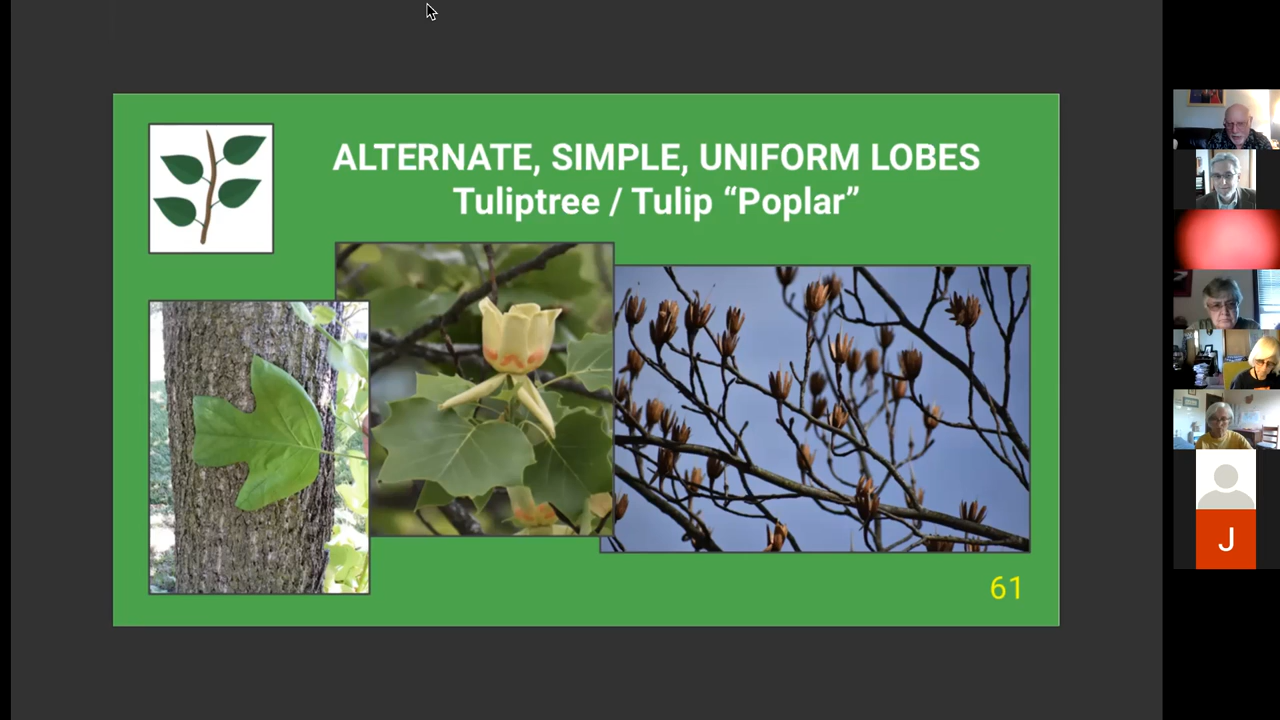 ALTERNATE, SIMPLE, UNIFORM LOBES
Tuliptree / Tulip “Poplar”
61
J